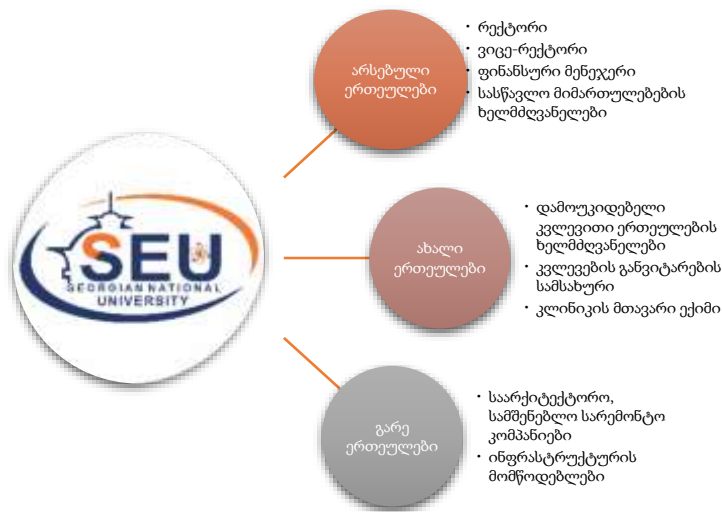 SEU
GEORGIAN NATIONAL
UNIVERSITY
არსებული
ერთეულები
• რექტორი
• ვიცე-რექტორი
• ფინანსური მენეჯერი
• სასწავლო მიმართულებების
ხელმძღვანელები
ახალი
ერთეულები
• დამოუკიდებელი
კვლევითი ერთეულების
ხელმძღვანელები
• კვლევების განვიტარების
სამსახური
• კლინიკის მთავარი ექიმი
გარე
ერთეულები
• საარქიტექტორო,
სამშენებლო სარემონტო
კომპანიები
• ინფრასტრუქტურის
მომწოდებლები